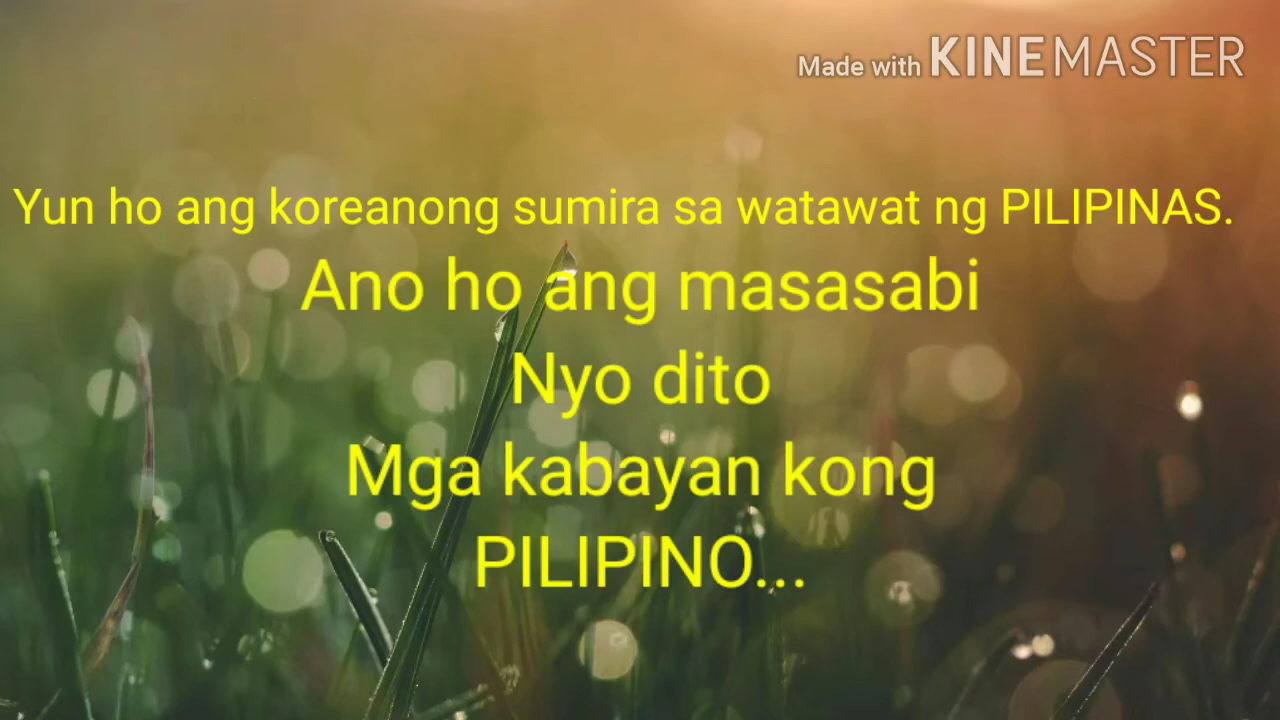 Made with KINEMASTER
Yun ho ang koreanong sumira sa watawat ng PILIPINAS.
Ano ho ang masasabi
Nyo dito
Mga kabayan kong
PILIPINO...